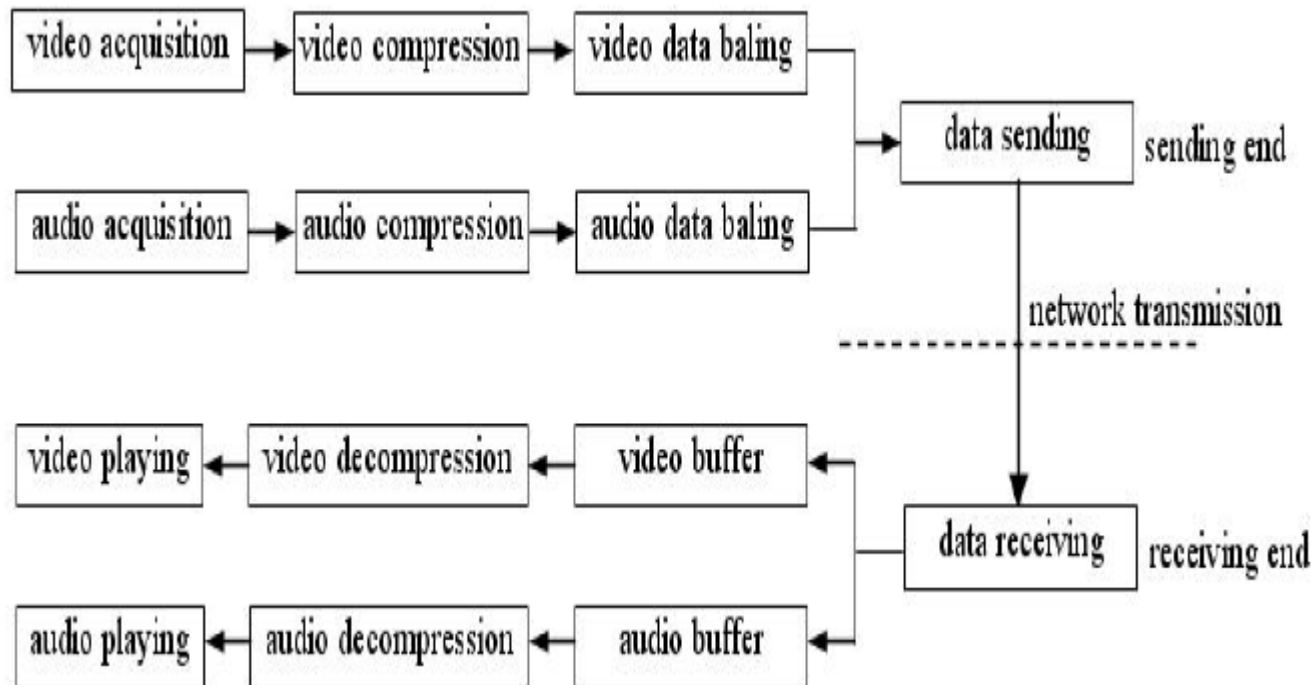 video acquisition
video compression
video data baling
data sending
sending end
audio acquisition
audio compression
audio data baling
network transmission
video playing
video decompression
video buffer
data receiving
receiving end
audio playing
audio decompression
audio buffer